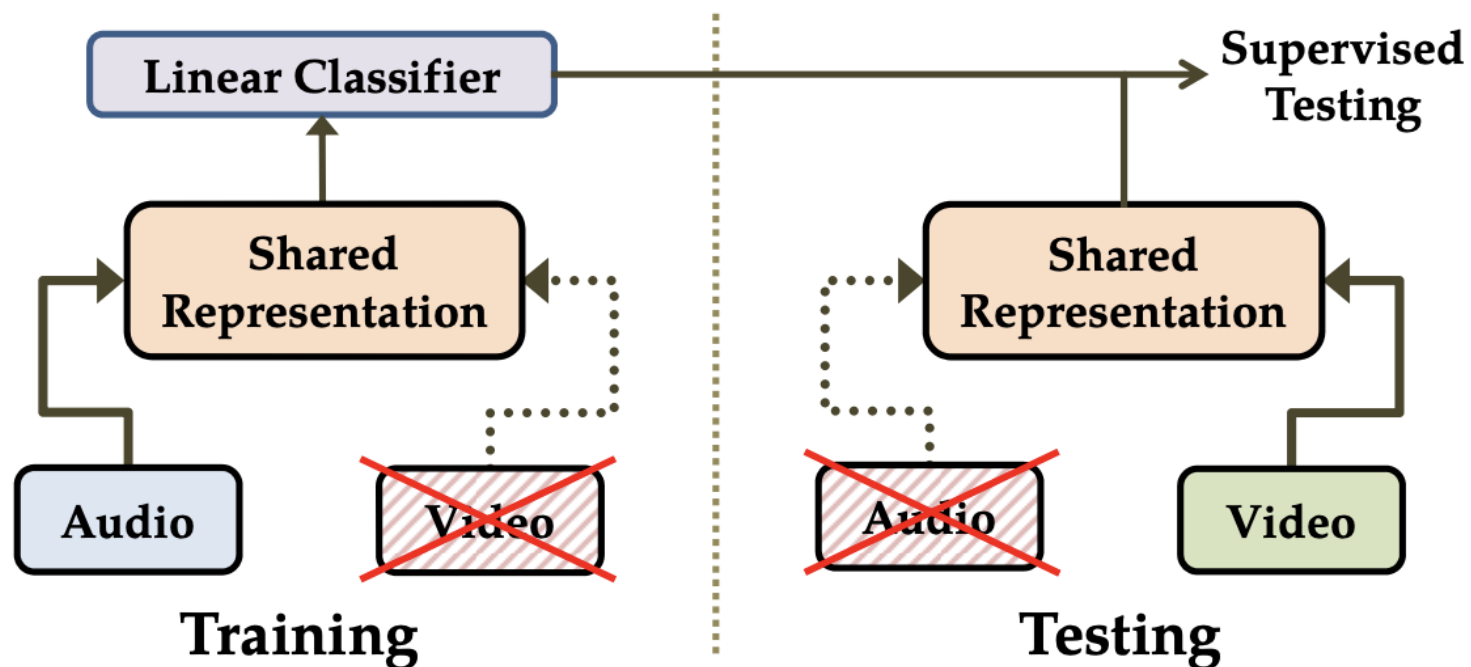 Linear Classifier
Shared
Representation
Audio
Video
Training
Supervised
Testing
Shared
Representation
Audio
Video
Testing